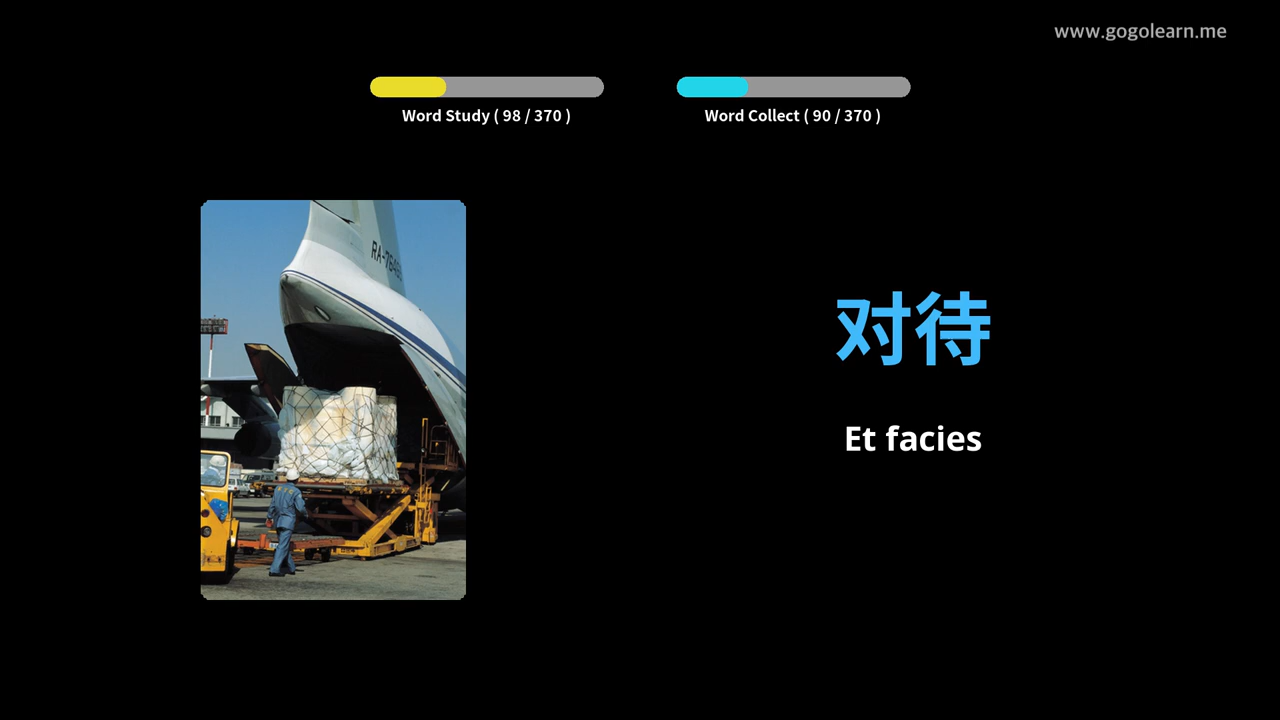 www.gogolearn.me
Word Study ( 98 / 370 )
Word Collect ( 90 / 370 )
对待
Et facies